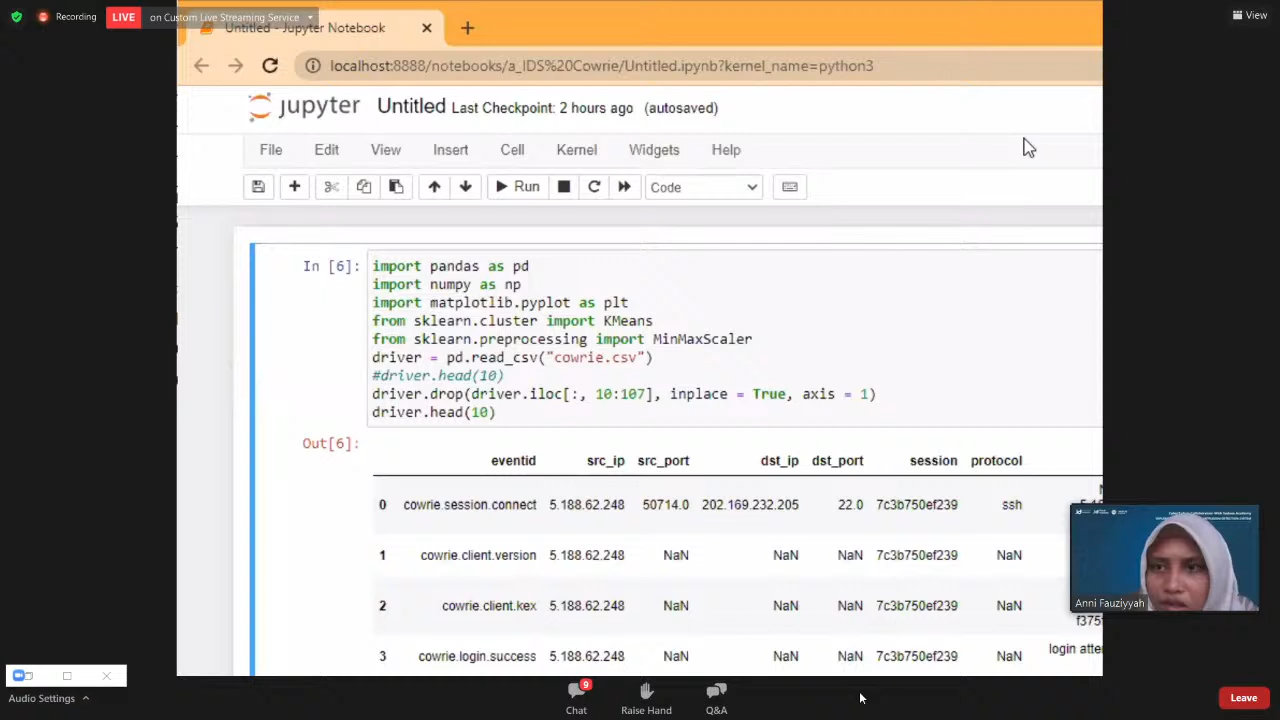 Recording
LIVE
on Custom Live Streaming Service
View
Untitled - Jupyter Notebook
localhost:8888/notebooks/a_IDS%20Cowrie/Untitled.ipynb?kernel_name=python3
jupyter Untitled Last Checkpoint: 2 hours ago (autosaved)
File Edit View Insert Cell Kernel Widgets Help
Run Code
In [6]:
import pandas as pd
import numpy as np
import matplotlib.pyplot as plt
from sklearn.cluster import KMeans
from sklearn.preprocessing import MinMaxScaler
driver = pd.read_csv("cowrie.csv")
#driver.head(10)
driver.drop(driver.iloc[:, 10:107], inplace = True, axis = 1)
driver.head(10)
Out[6]:
eventid src_ip src_port dst_ip dst_port session protocol
0 cowrie.session.connect 5.188.62.248 50714.0 202.169.232.205 22.0 7c3b750ef239 ssh
1 cowrie.client.version 5.188.62.248 NaN NaN NaN 7c3b750ef239 NaN
2 cowrie.client.kex 5.188.62.248 NaN NaN NaN 7c3b750ef239 NaN
f375
3 cowrie.login.success 5.188.62.248 NaN NaN NaN 7c3b750ef239 NaN login atte
Anni Fauziyyah
Audio Settings
9
Chat
Raise Hand
Q&A
Leave